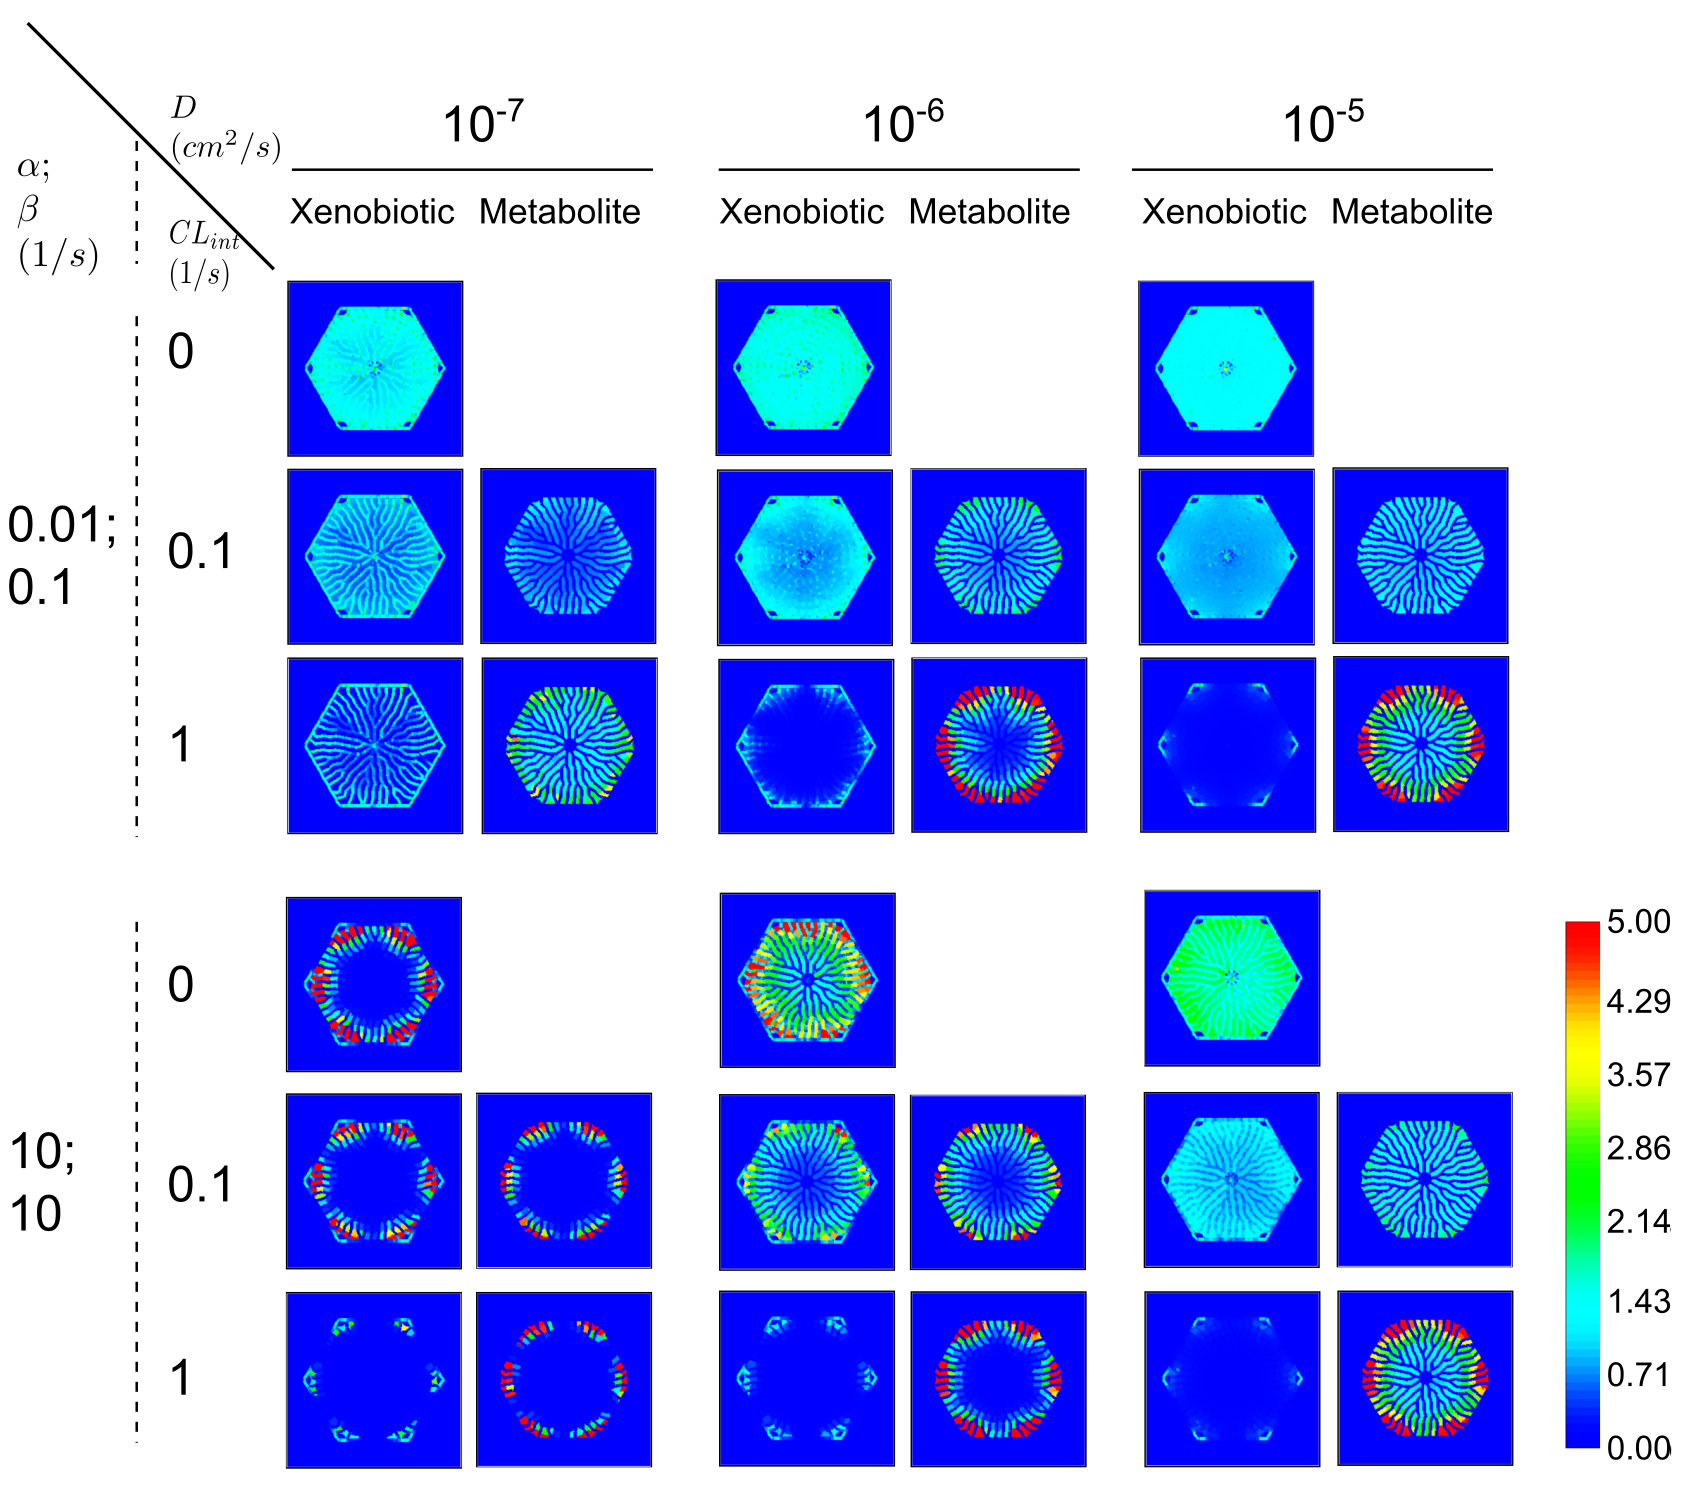 D
(cm²/s)
10⁻⁷
10⁻⁶
10⁻⁵
α;
β
(1/s)
Xenobiotic Metabolite
Xenobiotic Metabolite
Xenobiotic Metabolite
CL_int
(1/s)
0.01;
0.1
0
0.1
1
10;
10
0
0.1
1
5.00
4.29
3.57
2.86
2.14
1.43
0.71
0.00